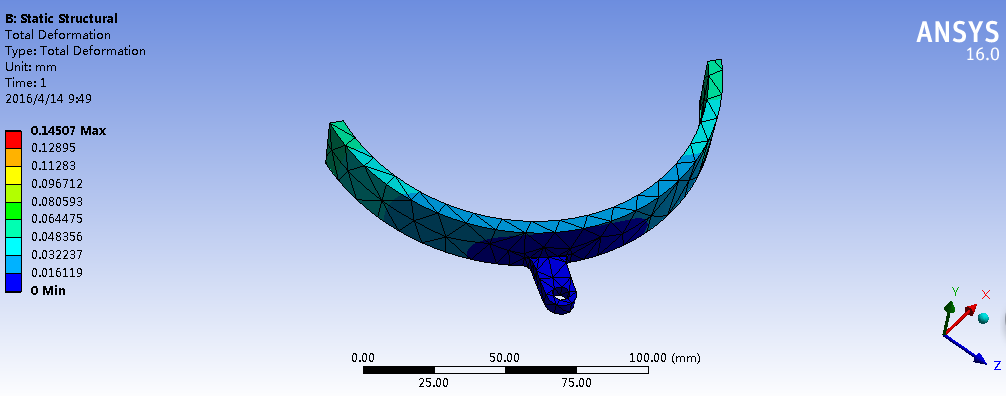 B: Static Structural
Total Deformation
Type: Total Deformation
Unit: mm
Time: 1
2016/4/14 9:49
ANSYS
16.0
0.14507 Max
0.12895
0.11283
0.096712
0.080593
0.064475
0.048356
0.032237
0.016119
0 Min
Y
X
Z
0.00 50.00 100.00 (mm)
25.00 75.00